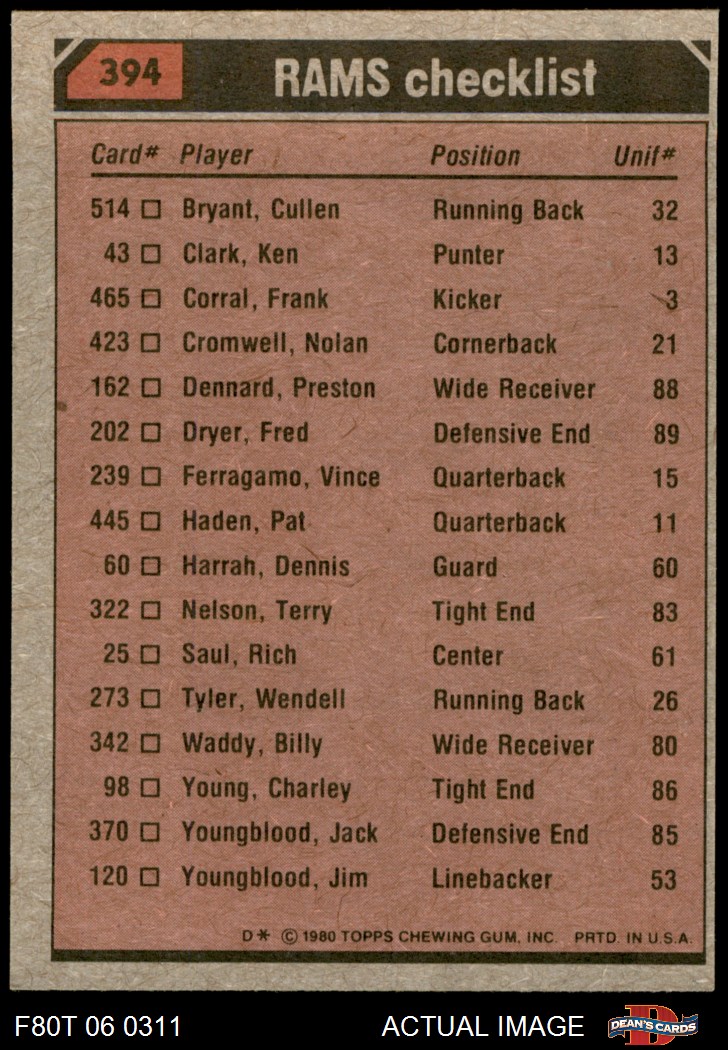 394 RAMS checklist
Card# Player Position Unif#
514 □ Bryant, Cullen Running Back 32
43 □ Clark, Ken Punter 13
465 □ Corral, Frank Kicker 3
423 □ Cromwell, Nolan Cornerback 21
162 □ Dennard, Preston Wide Receiver 88
202 □ Dryer, Fred Defensive End 89
239 □ Ferragamo, Vince Quarterback 15
445 □ Haden, Pat Quarterback 11
60 □ Harrah, Dennis Guard 60
322 □ Nelson, Terry Tight End 83
25 □ Saul, Rich Center 61
273 □ Tyler, Wendell Running Back 26
342 □ Waddy, Billy Wide Receiver 80
98 □ Young, Charley Tight End 86
370 □ Youngblood, Jack Defensive End 85
120 □ Youngblood, Jim Linebacker 53
D* © 1980 TOPPS CHEWING GUM, INC. PRTD. IN U.S.A.
F80T 06 0311 ACTUAL IMAGE D DEAN'S CARDS